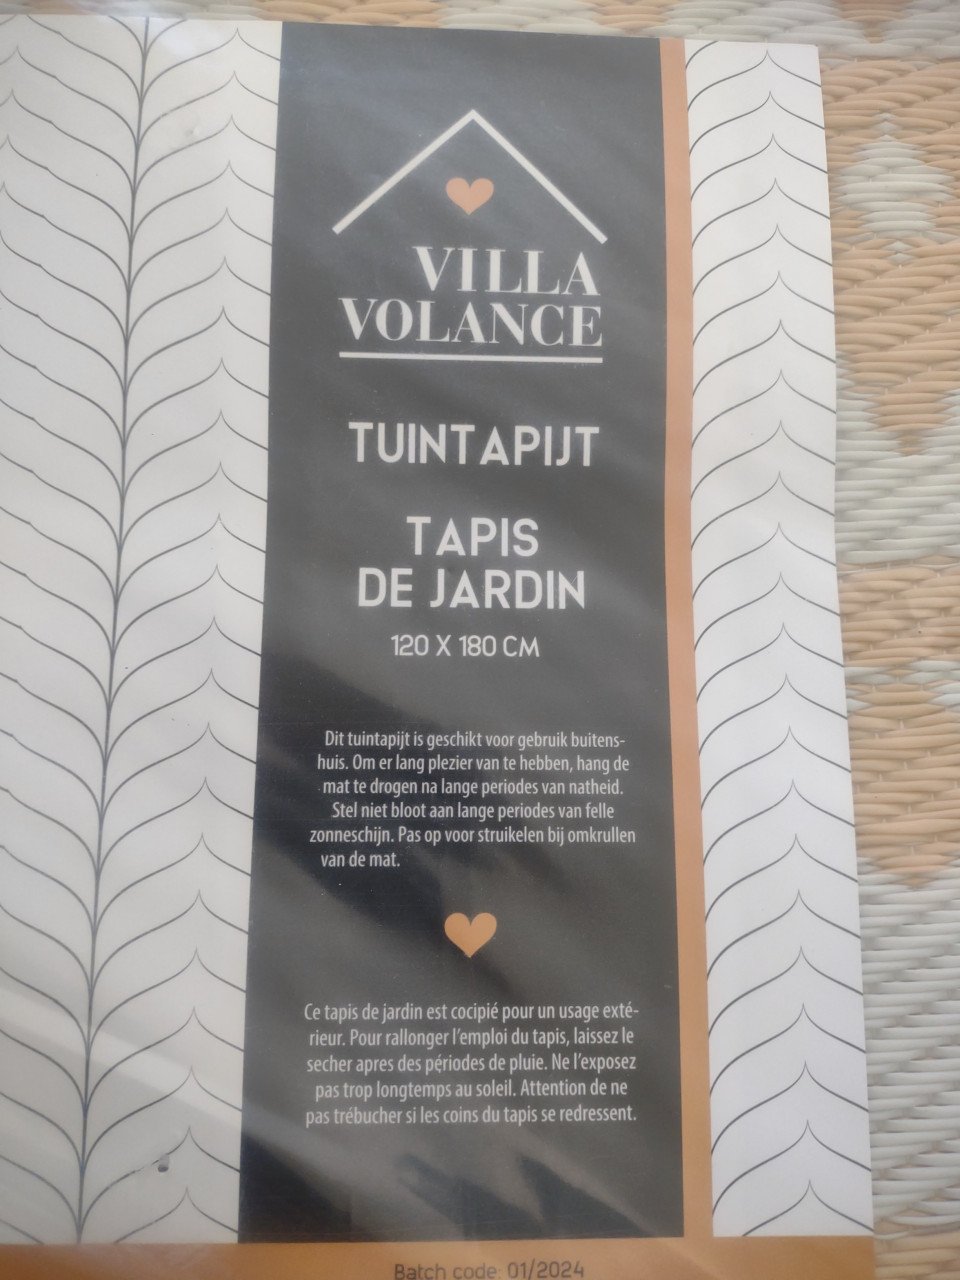 VILLA
VOLANCE
TUINTAPIJT
TAPIS
DE JARDIN
120 X 180 CM
Dit tuintapijt is geschikt voor gebruik buitens-
huis. Om er lang plezier van te hebben, hang de
mat te drogen na lange periodes van natheid.
Stel niet bloot aan lange periodes van felle
zonneschijn. Pas op voor struikelen bij omkrullen
van de mat.
Ce tapis de jardin est cocipié pour un usage exté-
rieur. Pour rallonger l'emploi du tapis, laissez le
secher apres des périodes de pluie. Ne l'exposez
pas trop longtemps au soleil. Attention de ne
pas trébucher si les coins du tapis se redressent.
Batch code: 01/2024